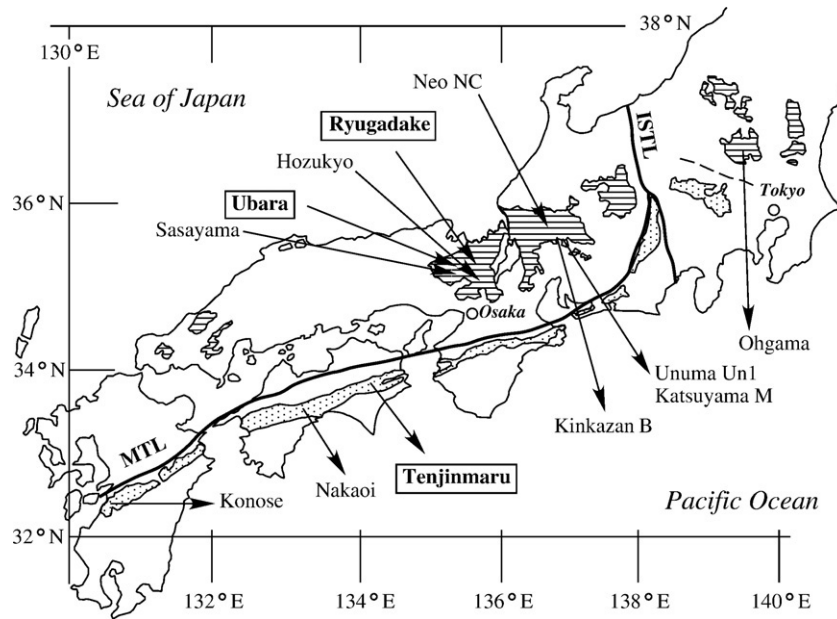 38°N
130°E
Neo NC
Sea of Japan
Ryugadake
ISTL
Hozukyo
Tokyo
36°N
Ubara
Sasayama
Osaka
Ohgama
34°N
Unuma Un1
Katsuyama M
Kinkazan B
MTL
Tenjinmaru
Nakaoi
Konose
Pacific Ocean
32°N
132°E
134°E
136°E
138°E
140°E